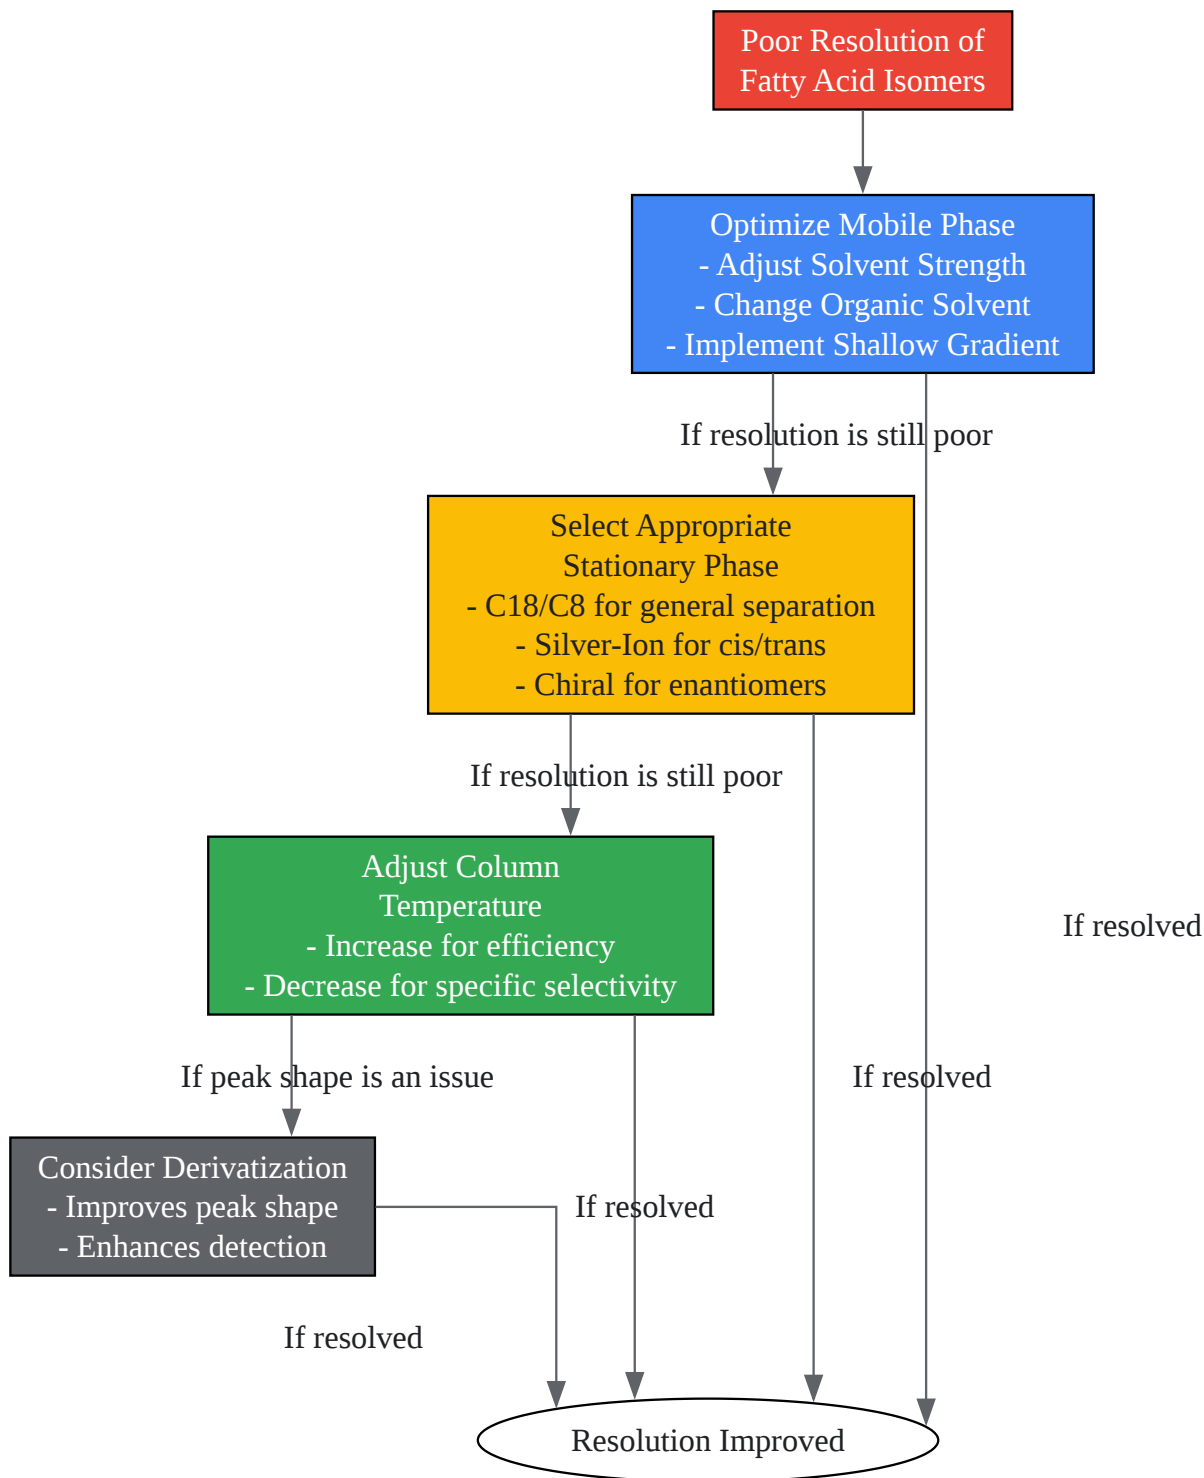 Poor Resolution of
Fatty Acid Isomers
Optimize Mobile Phase
- Adjust Solvent Strength
- Change Organic Solvent
- Implement Shallow Gradient
If resolution is still poor
Select Appropriate
Stationary Phase
- C18/C8 for general separation
- Silver-Ion for cis/trans
- Chiral for enantiomers
If resolution is still poor
Adjust Column
Temperature
- Increase for efficiency
- Decrease for specific selectivity
If resolved
If peak shape is an issue
If resolved
Consider Derivatization
- Improves peak shape
- Enhances detection
If resolved
If resolved
Resolution Improved